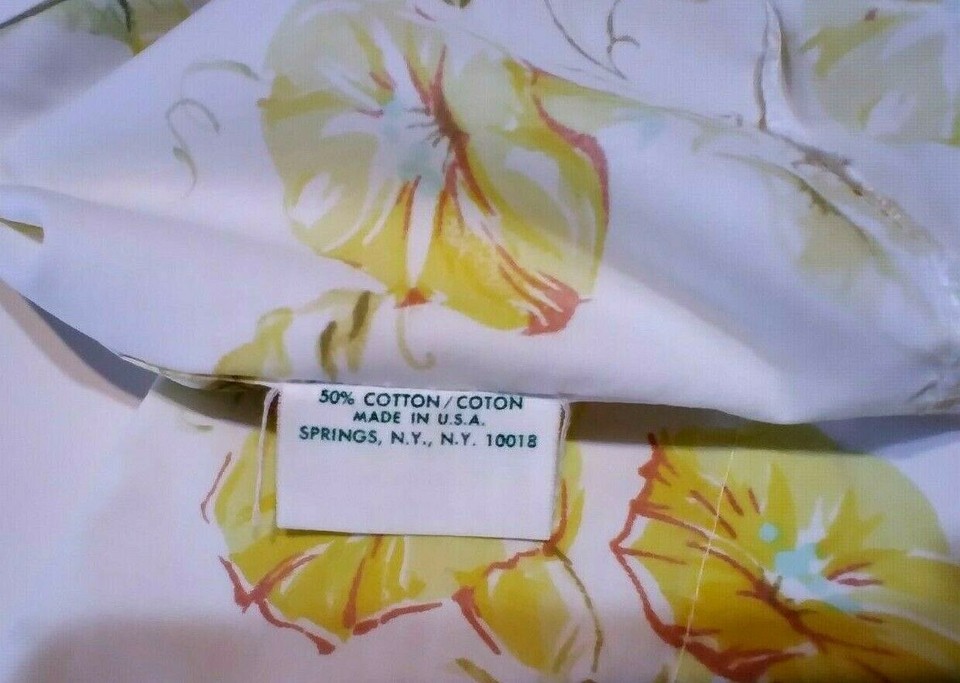 50% COTTON/COTON
MADE IN U.S.A.
SPRINGS, N.Y., N.Y. 10018